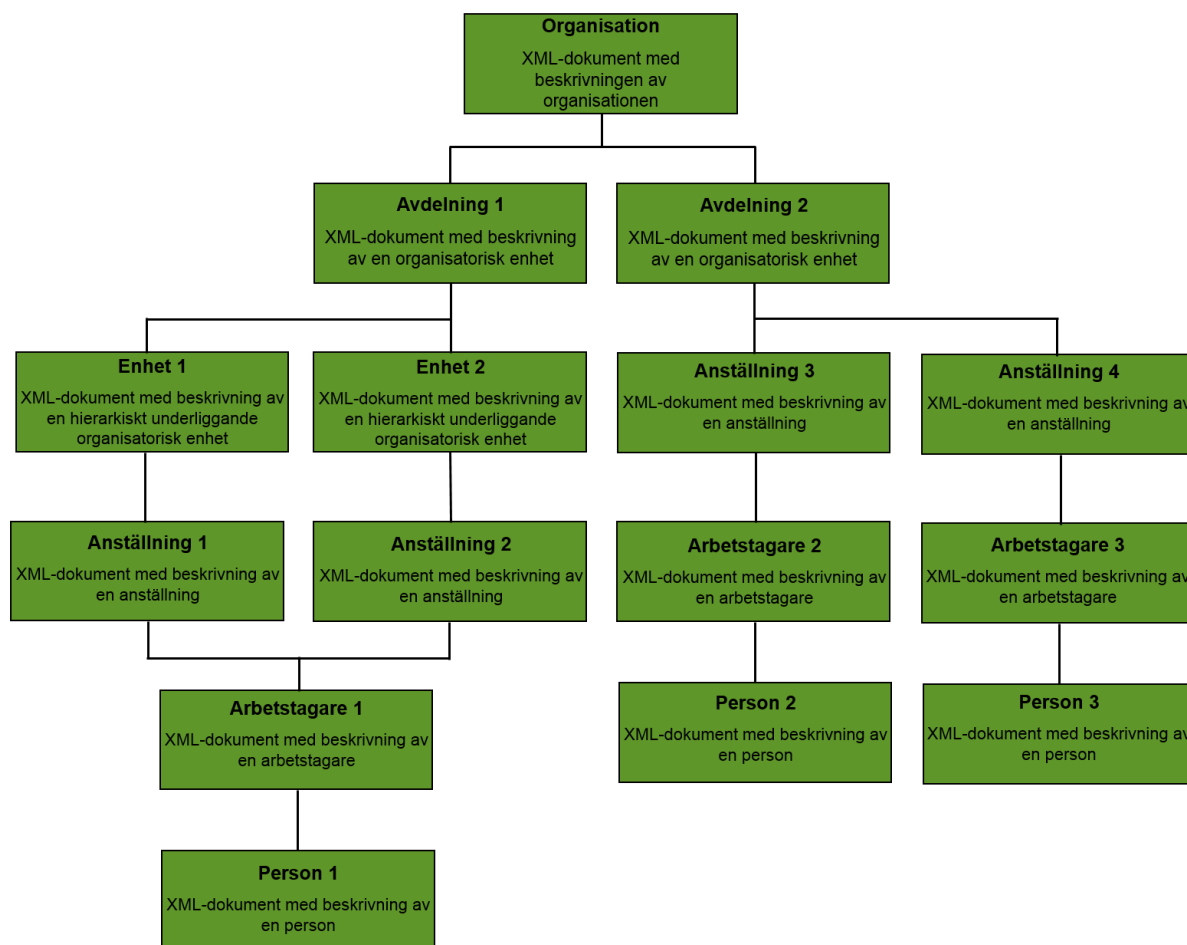 Organisation
XML-dokument med
beskrivningen av
organisationen
Avdelning 1
XML-dokument med beskrivning
av en organisatorisk enhet
Avdelning 2
XML-dokument med beskrivning
av en organisatorisk enhet
Enhet 1
XML-dokument med beskrivning av
en hierarkiskt underliggande
organisatorisk enhet
Enhet 2
XML-dokument med beskrivning av
en hierarkiskt underliggande
organisatorisk enhet
Anställning 3
XML-dokument med beskrivning av
en anställning
Anställning 4
XML-dokument med beskrivning av
en anställning
Anställning 1
XML-dokument med beskrivning av
en anställning
Anställning 2
XML-dokument med beskrivning av
en anställning
Arbetstagare 2
XML-dokument med beskrivning av
en arbetstagare
Arbetstagare 3
XML-dokument med beskrivning av
en arbetstagare
Arbetstagare 1
XML-dokument med beskrivning av
en arbetstagare
Person 2
XML-dokument med beskrivning av
en person
Person 3
XML-dokument med beskrivning av
en person
Person 1
XML-dokument med beskrivning av
en person